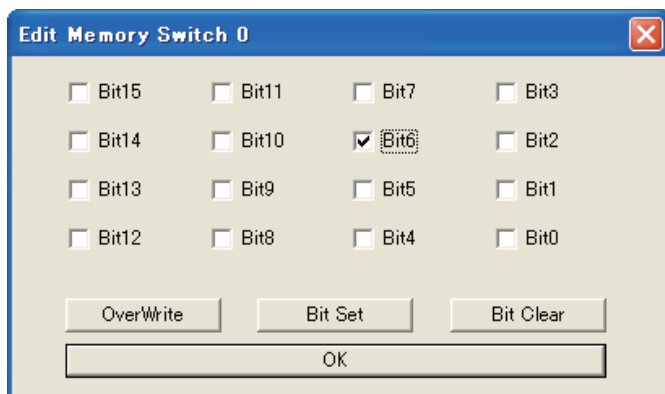 Edit Memory Switch 0
Bit15 Bit11 Bit7 Bit3
Bit14 Bit10 Bit6 Bit2
Bit13 Bit9 Bit5 Bit1
Bit12 Bit8 Bit4 Bit0
OverWrite Bit Set Bit Clear
OK